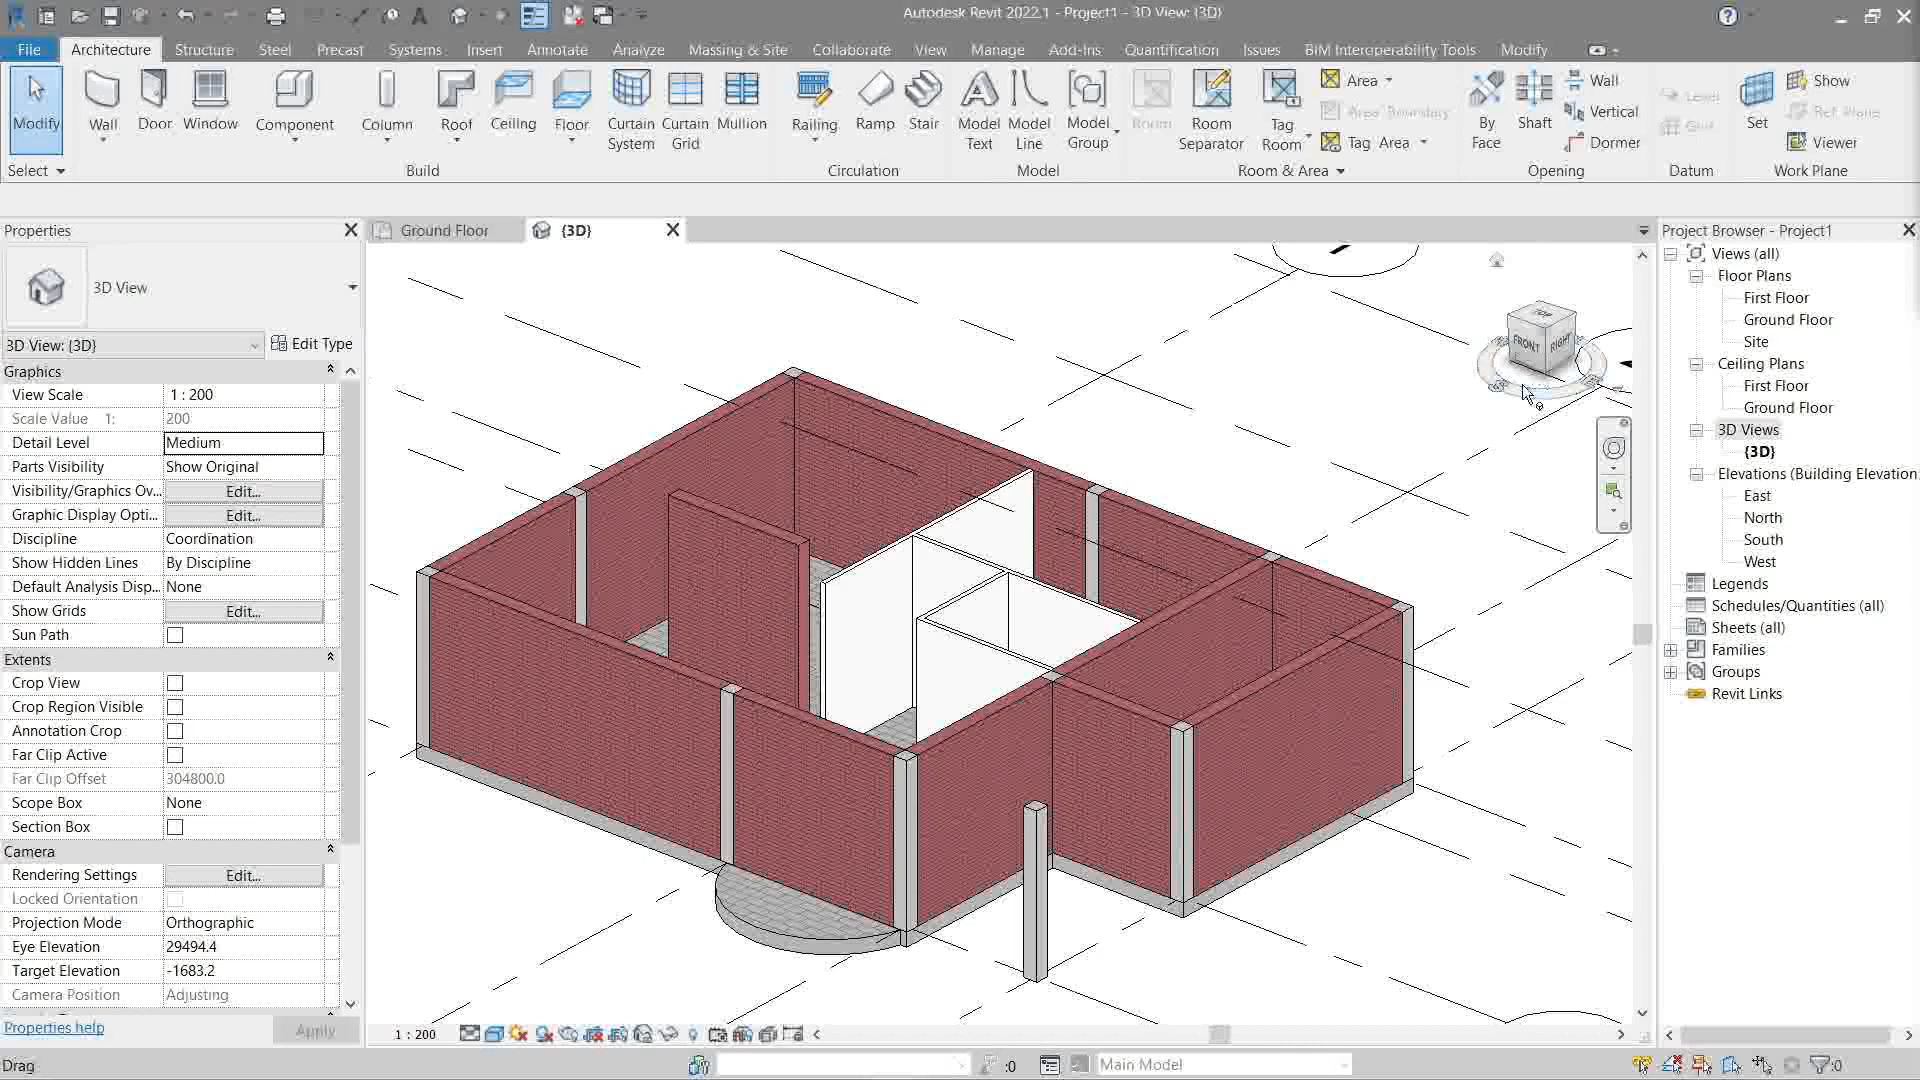 Autodesk Revit 2022.1 - Project1 - 3D View: {3D}
File Architecture Structure Steel Precast Systems Insert Annotate Analyze Massing & Site Collaborate View Manage Add-Ins Quantification Issues BIM Interoperability Tools Modify
Modify Wall Door Window Component Column Roof Ceiling Floor Curtain System Curtain Grid Mullion Railing Ramp Stair Model Text Model Line Model Group Room Room Separator Tag Room
Area
Area Boundary
Tag Area
By Face Shaft
Wall
Vertical
Dormer
Level
Grid
Set
Show
Ref Plane
Viewer
Select Build Circulation Model Room & Area Opening Datum Work Plane
Properties
3D View
3D View: {3D}
Edit Type
Graphics
View Scale 1 : 200
Scale Value 1: 200
Detail Level Medium
Parts Visibility Show Original
Visibility/Graphics Ov... Edit...
Graphic Display Opti... Edit...
Discipline Coordination
Show Hidden Lines By Discipline
Default Analysis Disp... None
Show Grids Edit...
Sun Path
Extents
Crop View
Crop Region Visible
Annotation Crop
Far Clip Active
Far Clip Offset 304800.0
Scope Box None
Section Box
Camera
Rendering Settings Edit...
Locked Orientation
Projection Mode Orthographic
Eye Elevation 29494.4
Target Elevation -1683.2
Camera Position Adjusting
Properties help
Apply
Ground Floor
{3D}
TOP
FRONT
RIGHT
1 : 200
Project Browser - Project1
Views (all)
Floor Plans
First Floor
Ground Floor
Site
Ceiling Plans
First Floor
Ground Floor
3D Views
{3D}
Elevations (Building Elevation
East
North
South
West
Legends
Schedules/Quantities (all)
Sheets (all)
Families
Groups
Revit Links
Drag
:0
Main Model
:0